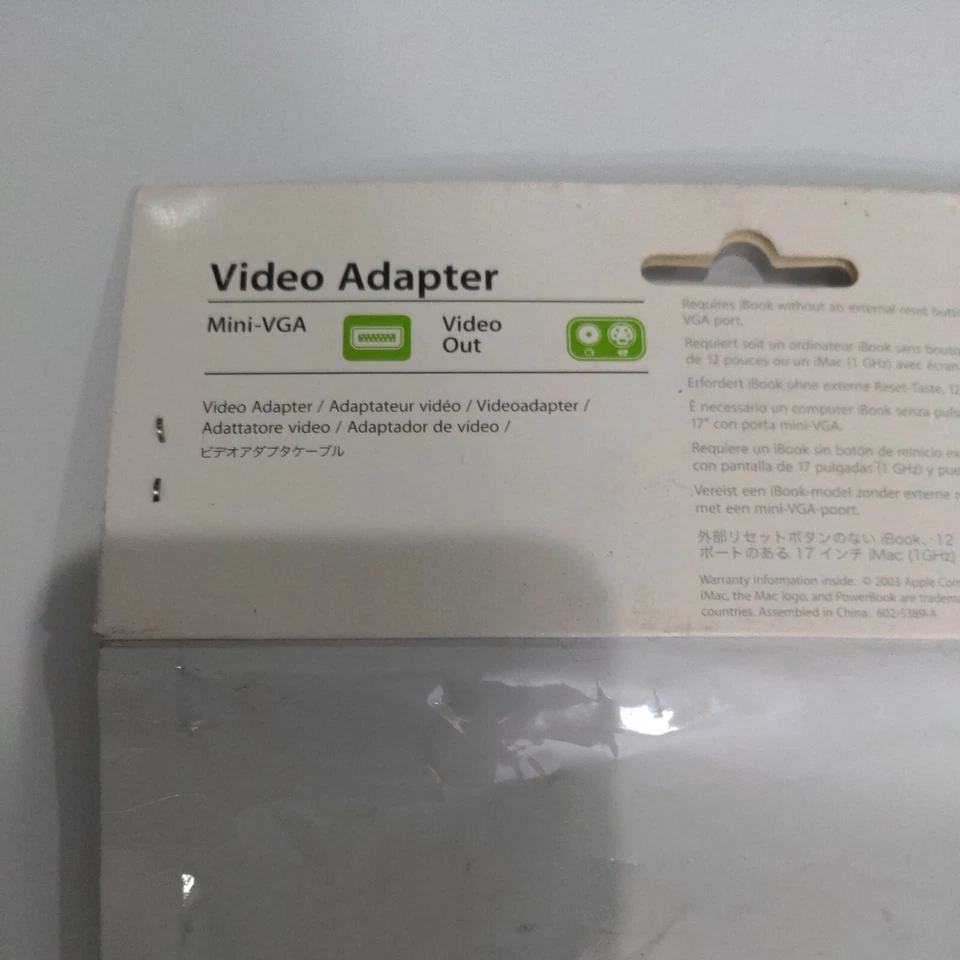 Video Adapter
Mini-VGA
Video
Out
Video Adapter / Adaptateur vidéo / Videoadapter /
Adattatore video / Adaptador de vídeo /
ビデオアダプタケーブル
Requires iBook without an external reset
VGA port.
Requiert soit un ordinateur iBook sans
de 12 pouces ou un iMac (1 GHz) avec écran
Erfordert iBook ohne externe Reset-Taste, 12
È necessario un computer iBook senza
17" con porta mini-VGA.
Requiere un iBook sin botón de reinicio
con pantalla de 17 pulgadas (1 GHz) y
Vereist een iBook-model zonder externe
met een mini-VGA-poort.
外部リセットボタンのない iBook、12
ポートのある 17 インチ iMac (1GHz)
Warranty information inside. © 2003 Apple
iMac, the Mac logo, and PowerBook are
countries. Assembled in China. 602-5389-A